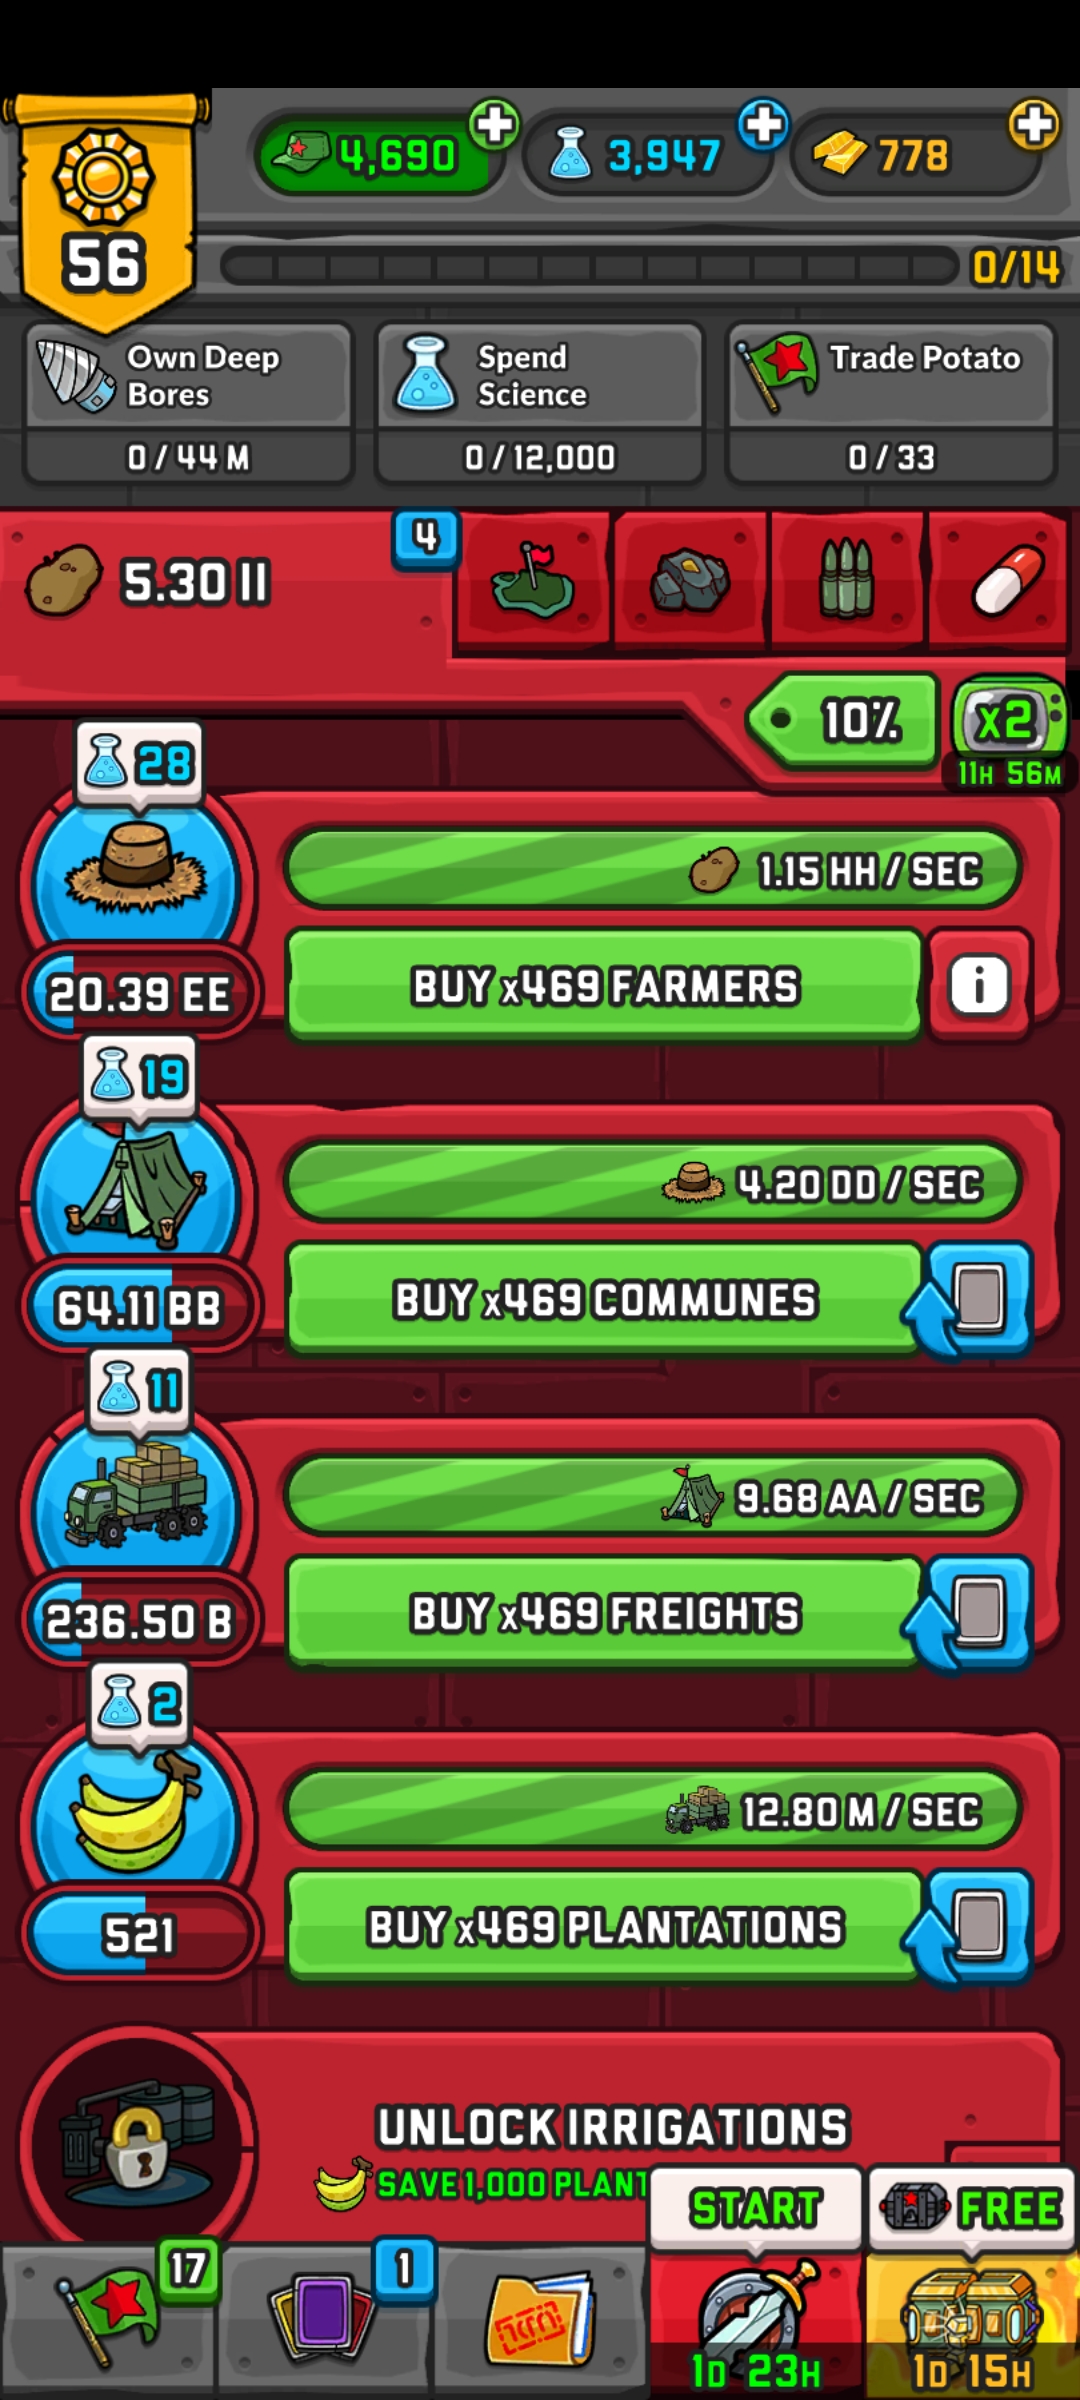 4,690
3,947
778
56
0/14
Own Deep
Bores
0 / 44 M
Spend
Science
0 / 12,000
Trade Potato
0 / 33
5.30 II
4
10%
x2
11H 56M
28
1.15 HH / SEC
20.39 EE
BUY x469 FARMERS
i
19
4.20 DD / SEC
64.11 BB
BUY x469 COMMUNES
11
9.68 AA / SEC
236.50 B
BUY x469 FREIGHTS
2
12.80 M / SEC
521
BUY x469 PLANTATIONS
UNLOCK IRRIGATIONS
SAVE 1,000 PLANT
START
FREE
17
1
1D 23H
1D 15H